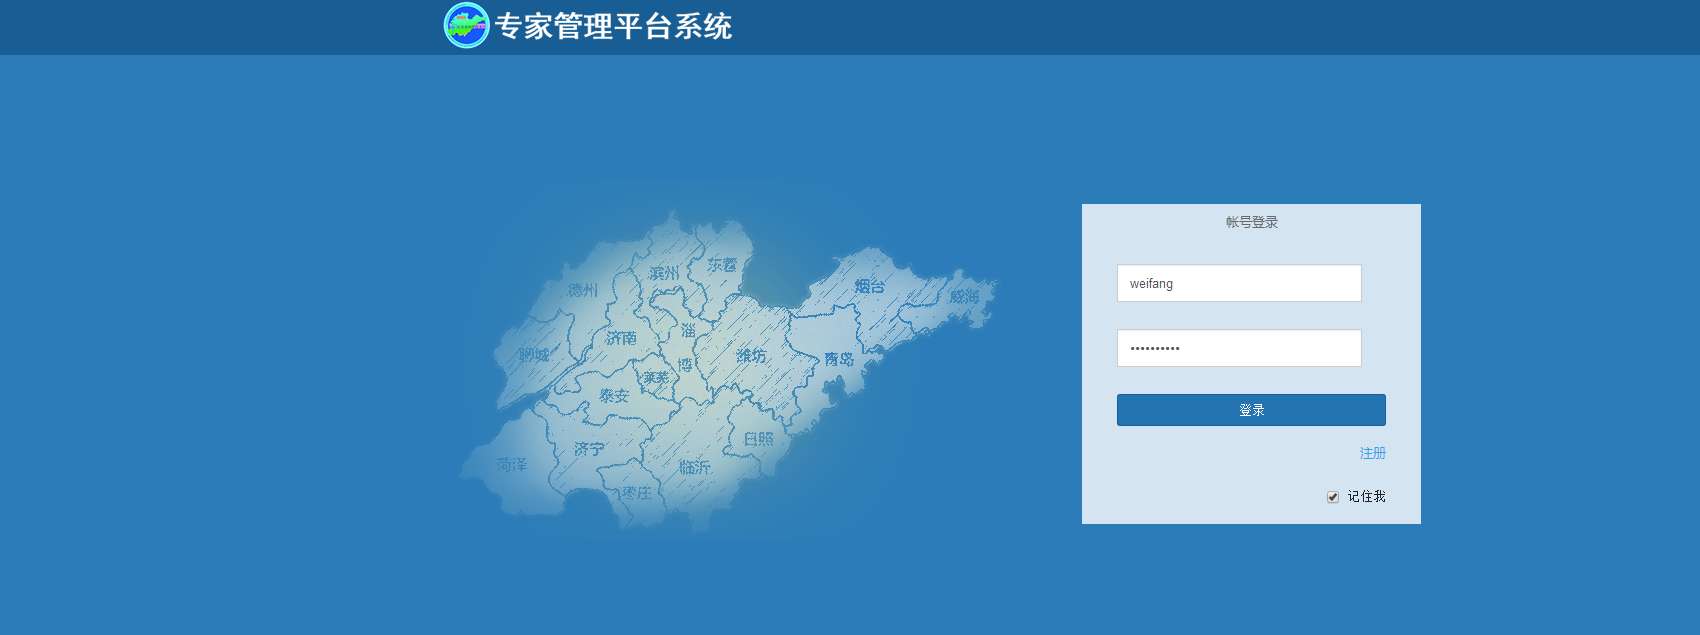 专家管理平台系统
帐号登录
weifang
••••••••••
登录
注册
记住我
滨州
东营
德州
烟台
威海
济南
淄
博
聊城
潍坊
青岛
莱芜
泰安
日照
济宁
菏泽
临沂
枣庄